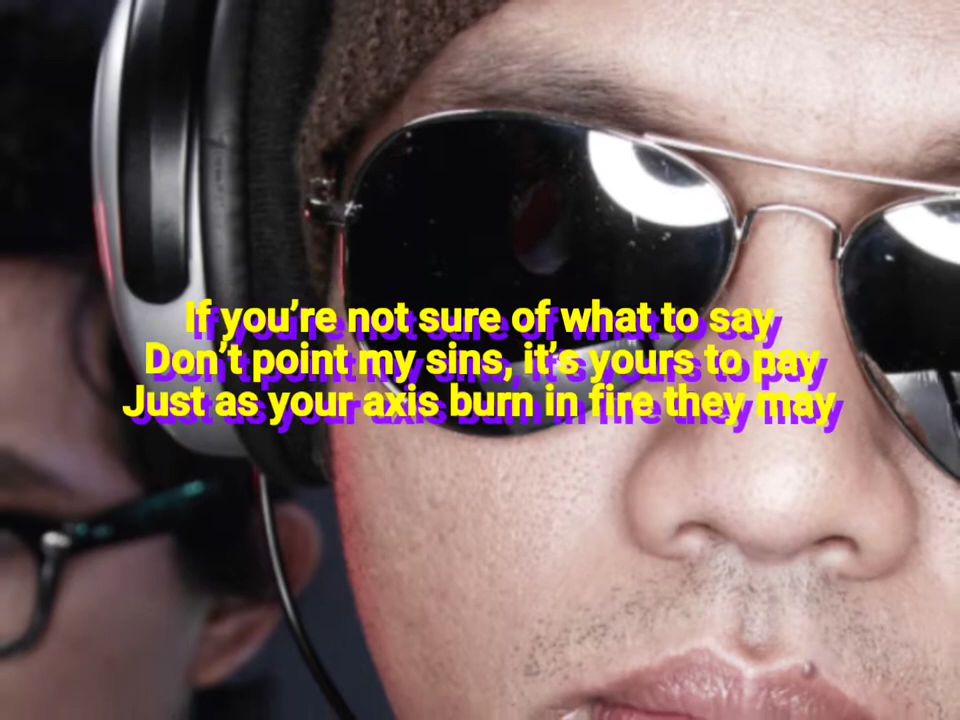 If you’re not sure of what to say
Don’t point my sins, it’s yours to pay
Just as your axis burn in fire they may